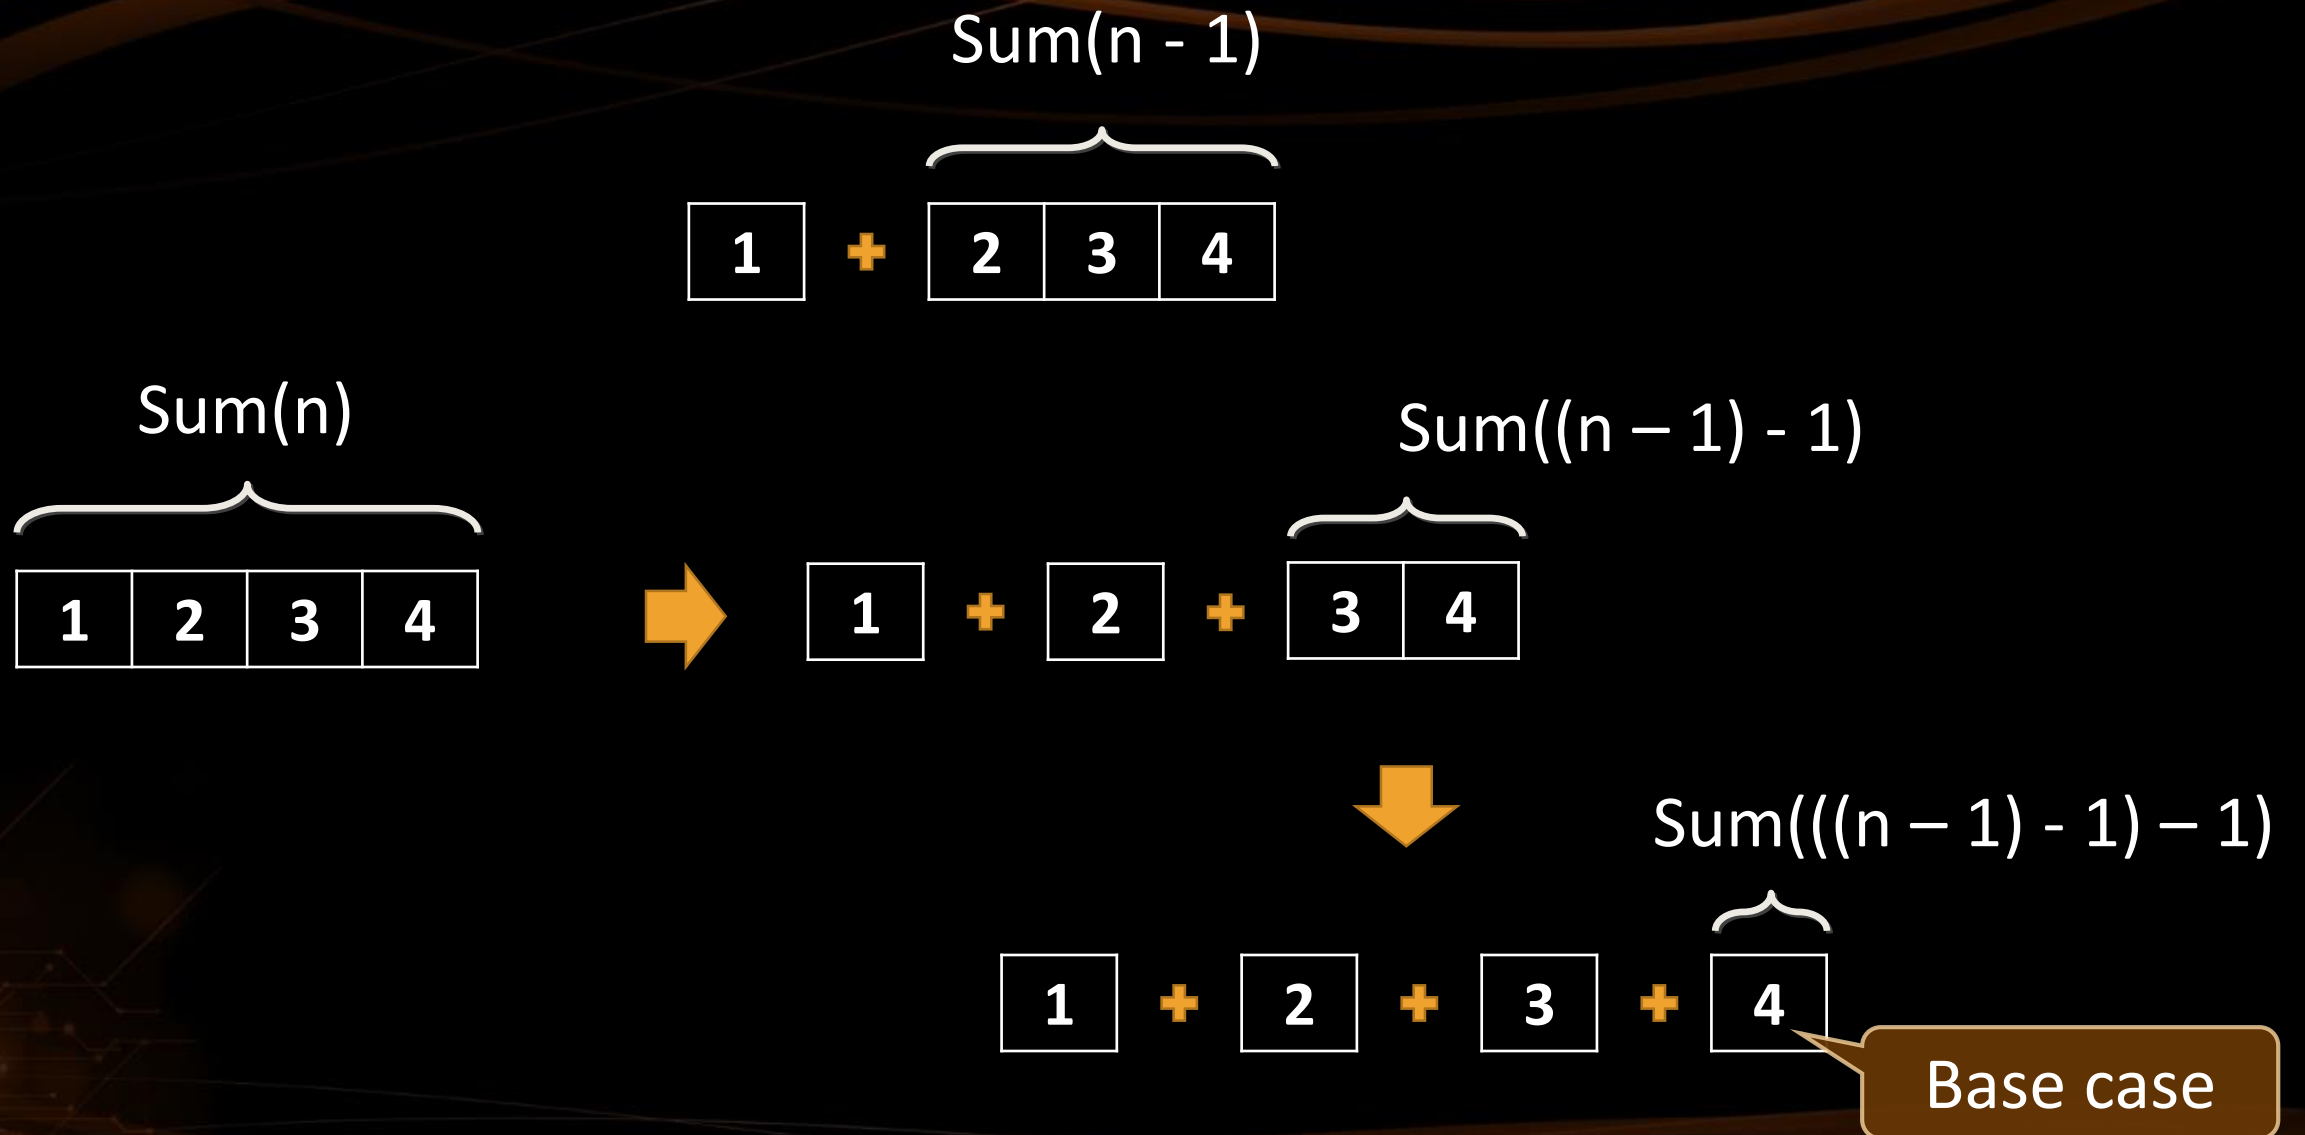 Sum(n - 1)
1 + 2 3 4
Sum(n)
Sum((n – 1) - 1)
1 2 3 4
1 + 2 + 3 4
Sum(((n – 1) - 1) – 1)
1 + 2 + 3 + 4
Base case